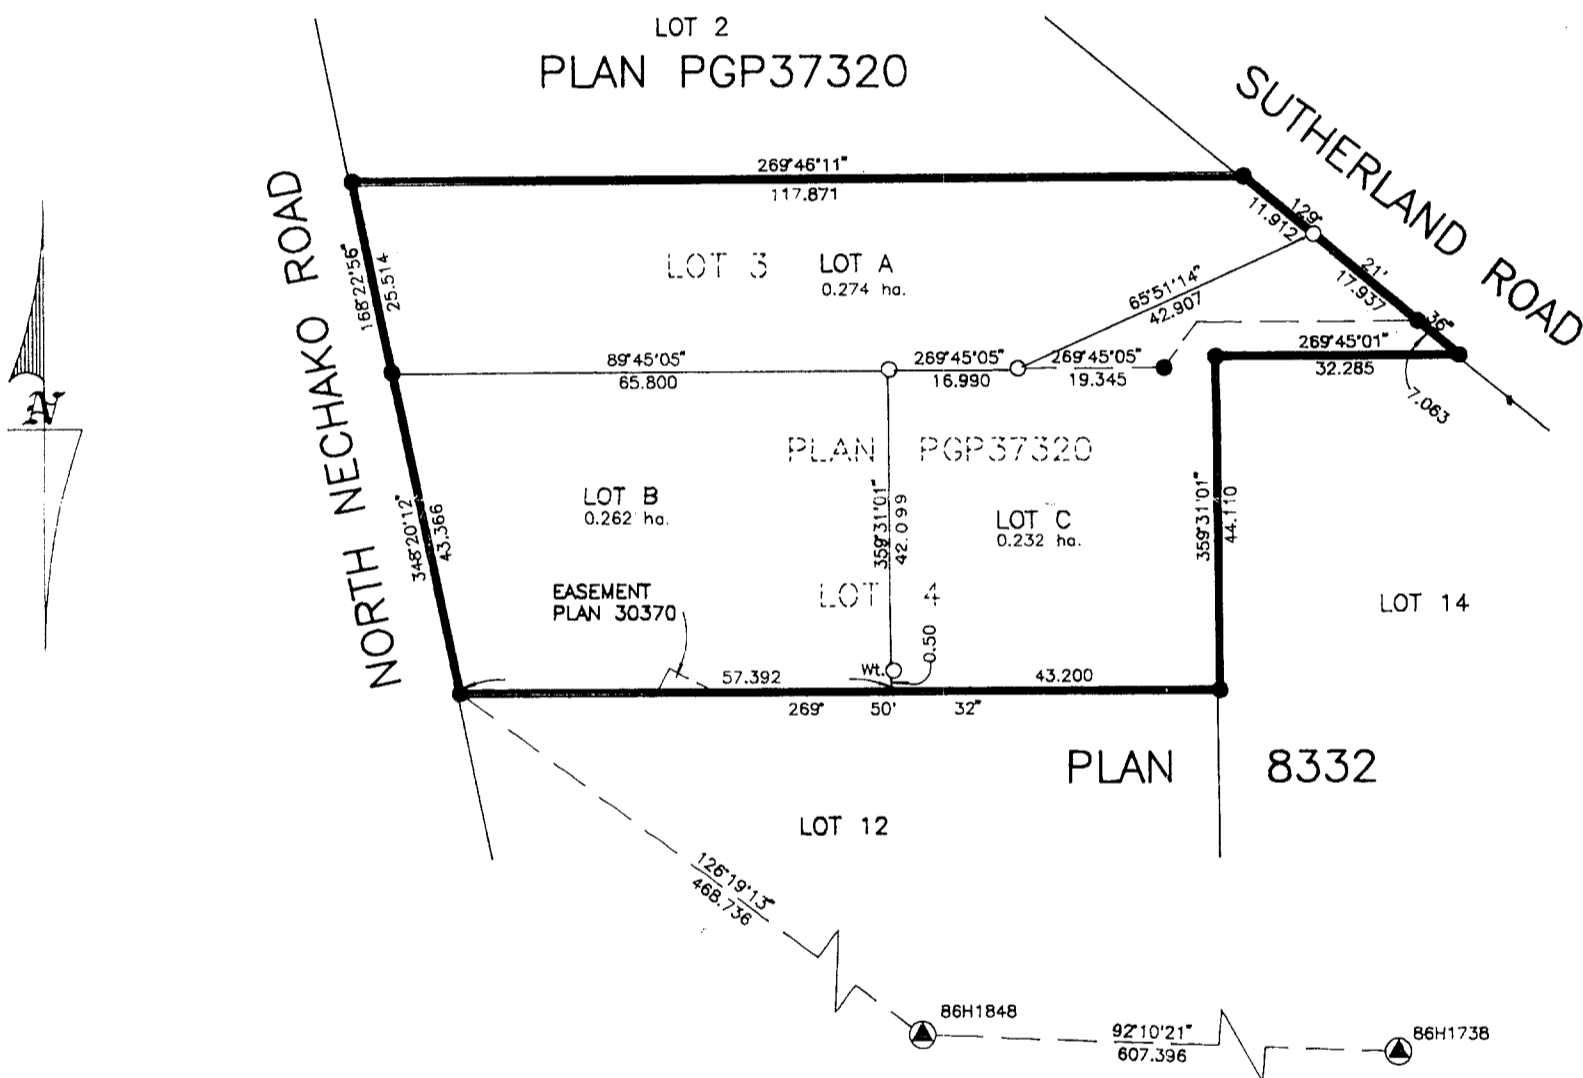 LOT 2
PLAN PGP37320
SUTHERLAND ROAD
269°46'11"
117.871
129°
11.912
21'
17.937
36"
NORTH NECHAKO ROAD
168°22'56"
25.514
LOT 3
LOT A
0.274 ha.
65°51'14"
42.907
89°45'05"
65.800
269°45'05"
16.990
269°45'05"
19.345
269°45'01"
32.285
7.063
N
PLAN PGP37320
348°20'12"
43.366
LOT B
0.262 ha.
359°31'01"
42.099
LOT C
0.232 ha.
359°31'01"
44.110
EASEMENT
PLAN 30370
LOT 4
LOT 14
Wt.
0.50
57.392
43.200
269° 50' 32"
PLAN 8332
LOT 12
126°19'13"
468.736
86H1848
92°10'21"
607.396
86H1738